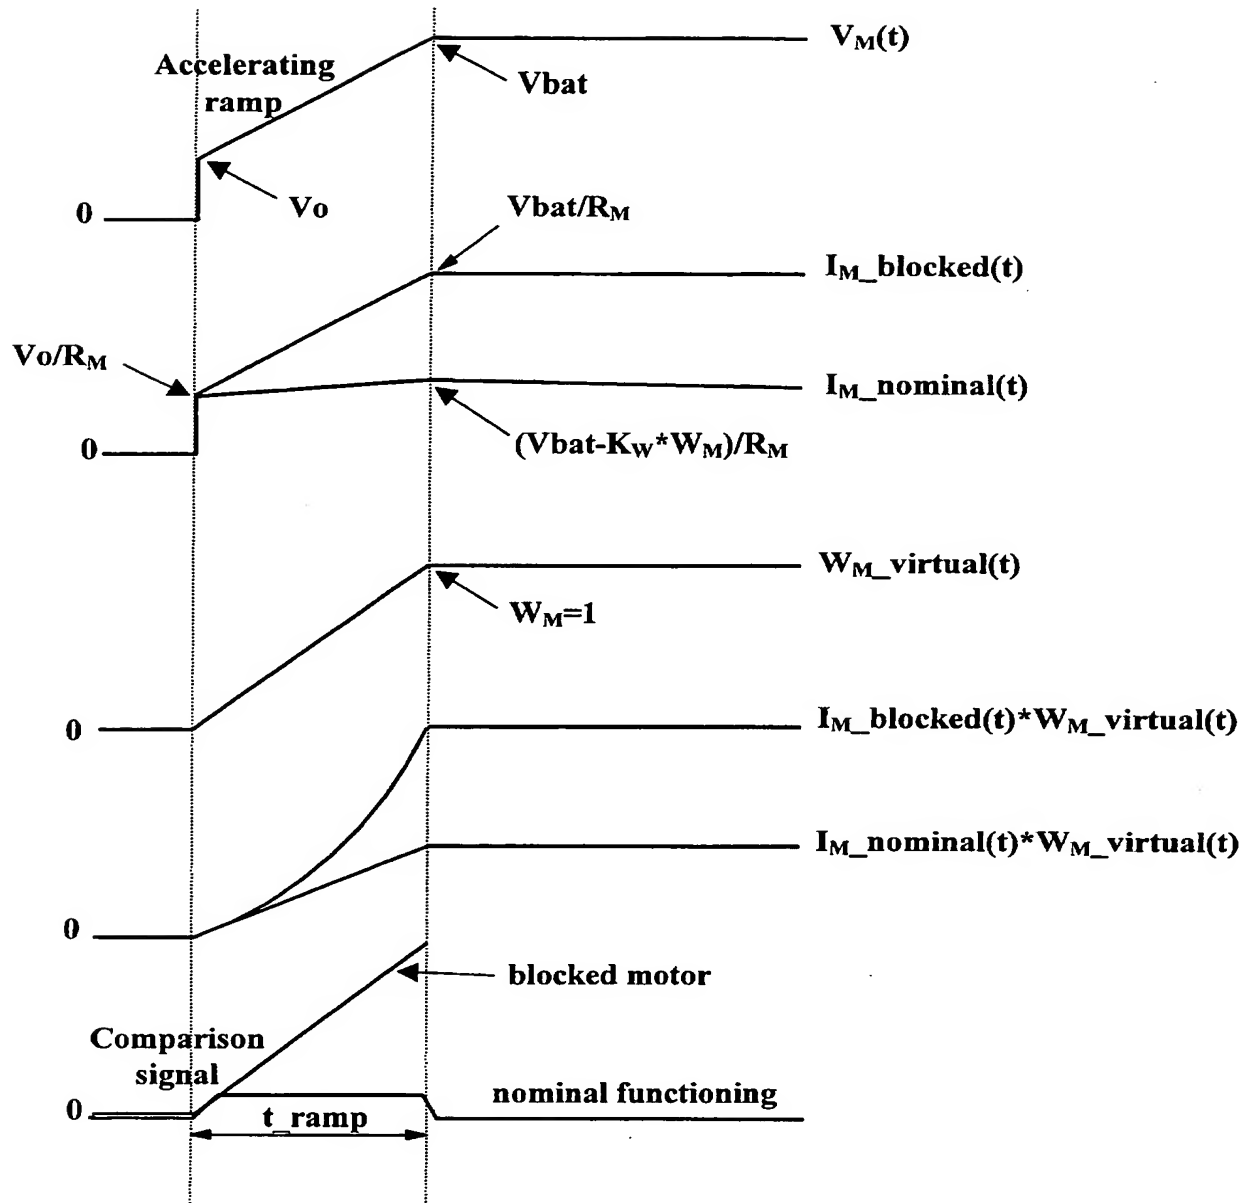 V_M(t)
Accelerating
ramp
Vbat
Vo
0
Vbat/R_M
I_M_blocked(t)
Vo/R_M
I_M_nominal(t)
0
(Vbat-K_W*W_M)/R_M
W_M_virtual(t)
W_M=1
0
I_M_blocked(t)*W_M_virtual(t)
I_M_nominal(t)*W_M_virtual(t)
0
blocked motor
Comparison
signal
nominal functioning
0
t_ramp